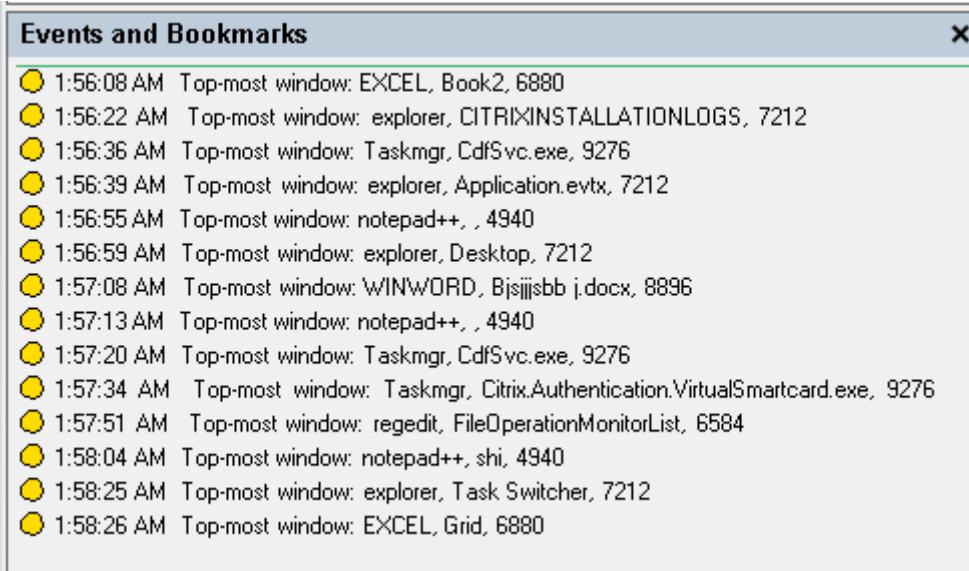 Events and Bookmarks
1:56:08 AM Top-most window: EXCEL, Book2, 6880
1:56:22 AM Top-most window: explorer, CITRIXINSTALLATIONLOGS, 7212
1:56:36 AM Top-most window: Taskmgr, CdfSvc.exe, 9276
1:56:39 AM Top-most window: explorer, Application.evtx, 7212
1:56:55 AM Top-most window: notepad++, , 4940
1:56:59 AM Top-most window: explorer, Desktop, 7212
1:57:08 AM Top-most window: WINWORD, Bjsjjjsbb j.docx, 8896
1:57:13 AM Top-most window: notepad++, , 4940
1:57:20 AM Top-most window: Taskmgr, CdfSvc.exe, 9276
1:57:34 AM Top-most window: Taskmgr, Citrix.Authentication.VirtualSmartcard.exe, 9276
1:57:51 AM Top-most window: regedit, FileOperationMonitorList, 6584
1:58:04 AM Top-most window: notepad++, shi, 4940
1:58:25 AM Top-most window: explorer, Task Switcher, 7212
1:58:26 AM Top-most window: EXCEL, Grid, 6880